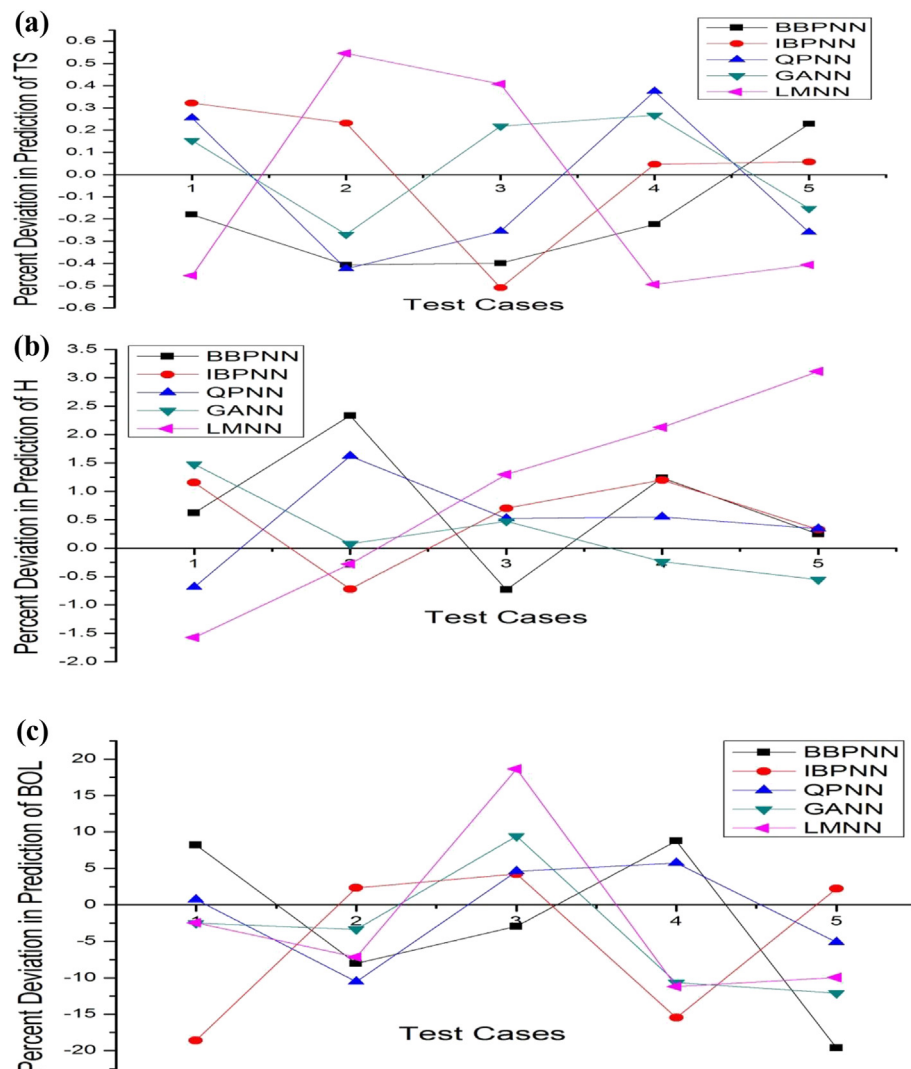 (a)
Percent Deviation in Prediction of TS
0.6
0.5
0.4
0.3
0.2
0.1
0.0
-0.1
-0.2
-0.3
-0.4
-0.5
-0.6
1
2
3
4
5
Test Cases
BBPNN
IBPNN
QPNN
GANN
LMNN
(b)
Percent Deviation in Prediction of H
3.5
3.0
2.5
2.0
1.5
1.0
0.5
0.0
-0.5
-1.0
-1.5
-2.0
BBPNN
IBPNN
QPNN
GANN
LMNN
1
2
3
4
5
Test Cases
(c)
Percent Deviation in Prediction of BOL
20
15
10
5
0
-5
-10
-15
-20
1
2
3
4
5
Test Cases
BBPNN
IBPNN
QPNN
GANN
LMNN